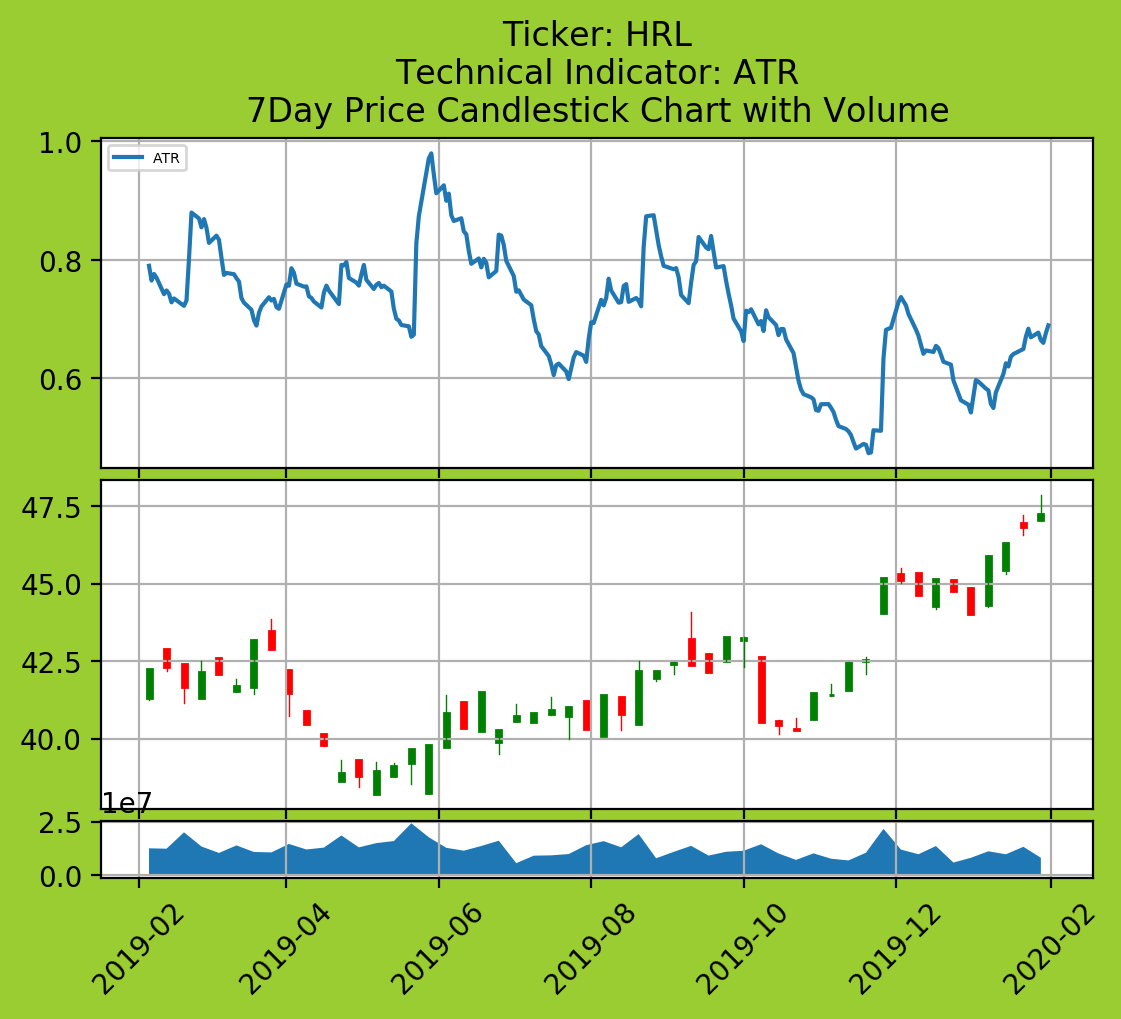 Ticker: HRL
Technical Indicator: ATR
7Day Price Candlestick Chart with Volume
1.0
ATR
0.8
0.6
47.5
45.0
42.5
40.0
1e7
2.5
0.0
2019-02 2019-04 2019-06 2019-08 2019-10 2019-12 2020-02